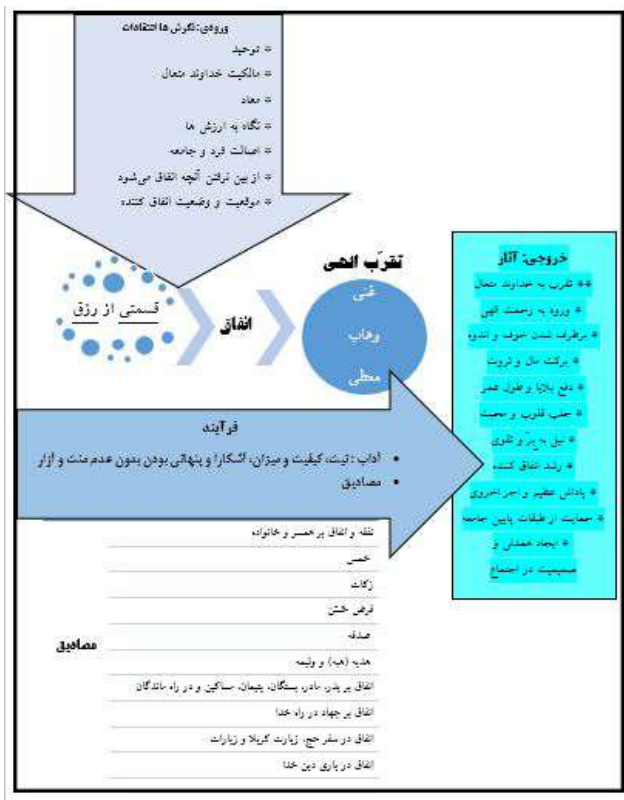 ورودی: نگرش ها اعتقادات
* توحید
* مالکیت خداوند متعال
* معاد
* نگاه به ارزش ها
* اصالت فرد و جامعه
* از بین نرفتن آنچه انفاق می‌شود
* موقعیت و وضعیت انفاق کننده
قسمتی از رزق
انفاق
تقرّب الهی
غنی
وهاب
معطی
خروجی: آثار
** تقرب به خداوند متعال
* ورود به رحمت الهی
* برطرف شدن خوف و اندوه
* برکت مال و ثروت
* دفع بلایا و طول عمر
* جلب قلوب و محبت
* نیل به برّ و تقوی
* رشد انفاق کننده
* پاداش عظیم و اجر اخروی
* حمایت از طبقات پایین جامعه
* ایجاد همدلی و
صمیمیت در اجتماع
فرآیند
• آداب : نیت، کیفیت و میزان، آشکارا و پنهانی بودن بدون عدم منت و آزار
• مصادیق
مصادیق
نفقه و انفاق بر همسر و خانواده
خمس
زکات
قرض حسن
صدقه
هدیه (هبه) و ولیمه
انفاق بر پدر، مادر، بستگان، یتیمان، مساکین و در راه ماندگان
انفاق بر جهاد در راه خدا
انفاق در سفر حج، زیارت کربلا و زیارات
انفاق در یاری دین خدا